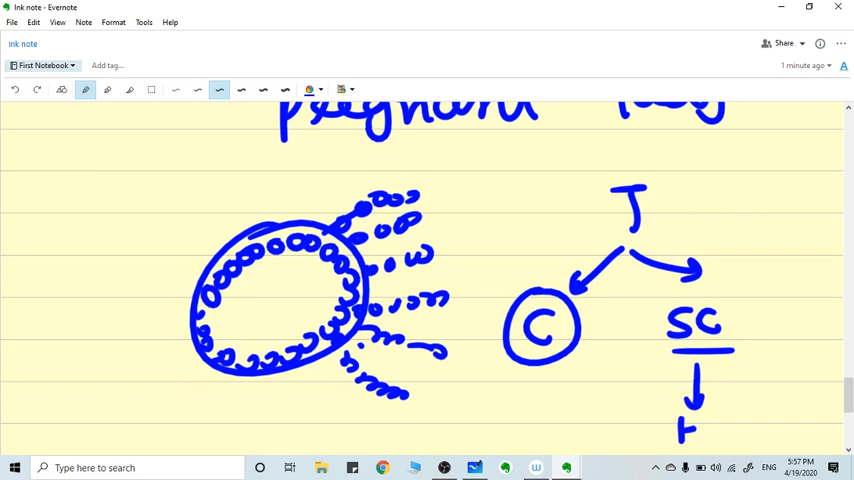 Ink note - Evernote
File Edit View Note Format Tools Help
Ink note
Share
First Notebook Add tag...
1 minute ago
pregnant
T
C
SC
Type here to search
ENG
5:57 PM
4/19/2020